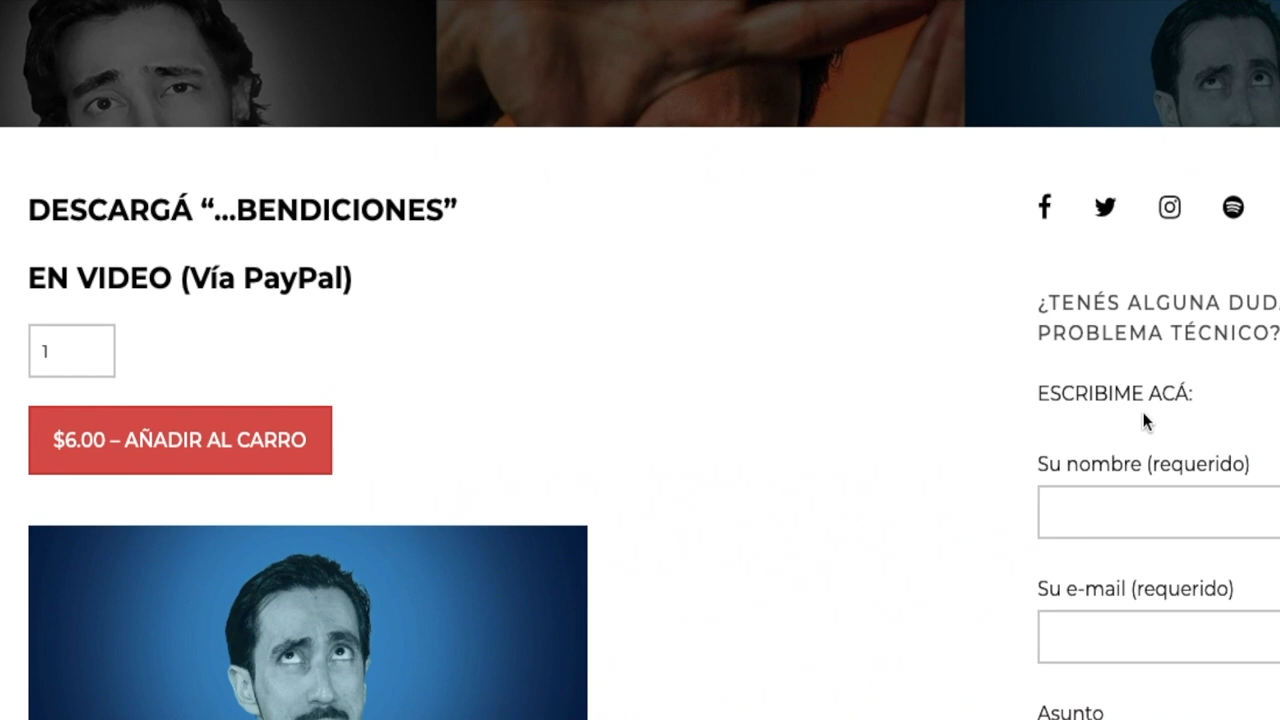 DESCARGÁ “...BENDICIONES”
EN VIDEO (Vía PayPal)
1
$6.00 – AÑADIR AL CARRO
¿TENÉS ALGUNA
PROBLEMA TÉCNICO?
ESCRIBIME ACÁ:
Su nombre (requerido)
Su e-mail (requerido)
Asunto